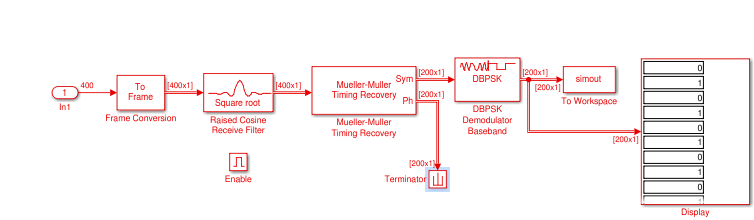 1
In1
400
To
Frame
Frame Conversion
[400x1]
Square root
Raised Cosine
Receive Filter
[400x1]
Mueller-Muller
Timing Recovery
Sym
Ph
Mueller-Muller
Timing Recovery
[200x1]
[200x1]
[200x1]
Terminator
Enable
DBPSK
DBPSK
Demodulator
Baseband
[200x1]
[200x1]
simout
To Workspace
[200x1]
0
1
0
1
0
1
0
1
0
Display